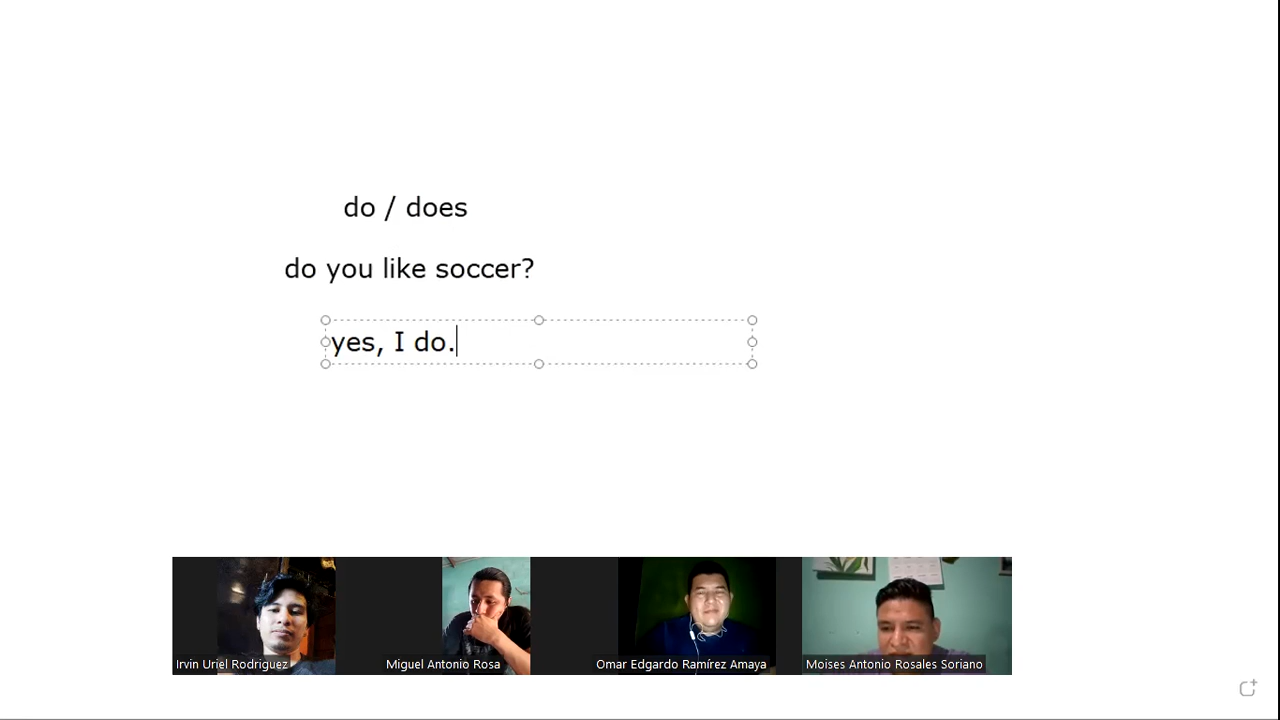 do / does
do you like soccer?
yes, I do.
Irvin Uriel Rodriguez
Miguel Antonio Rosa
Omar Edgardo Ramírez Amaya
Moises Antonio Rosales Soriano